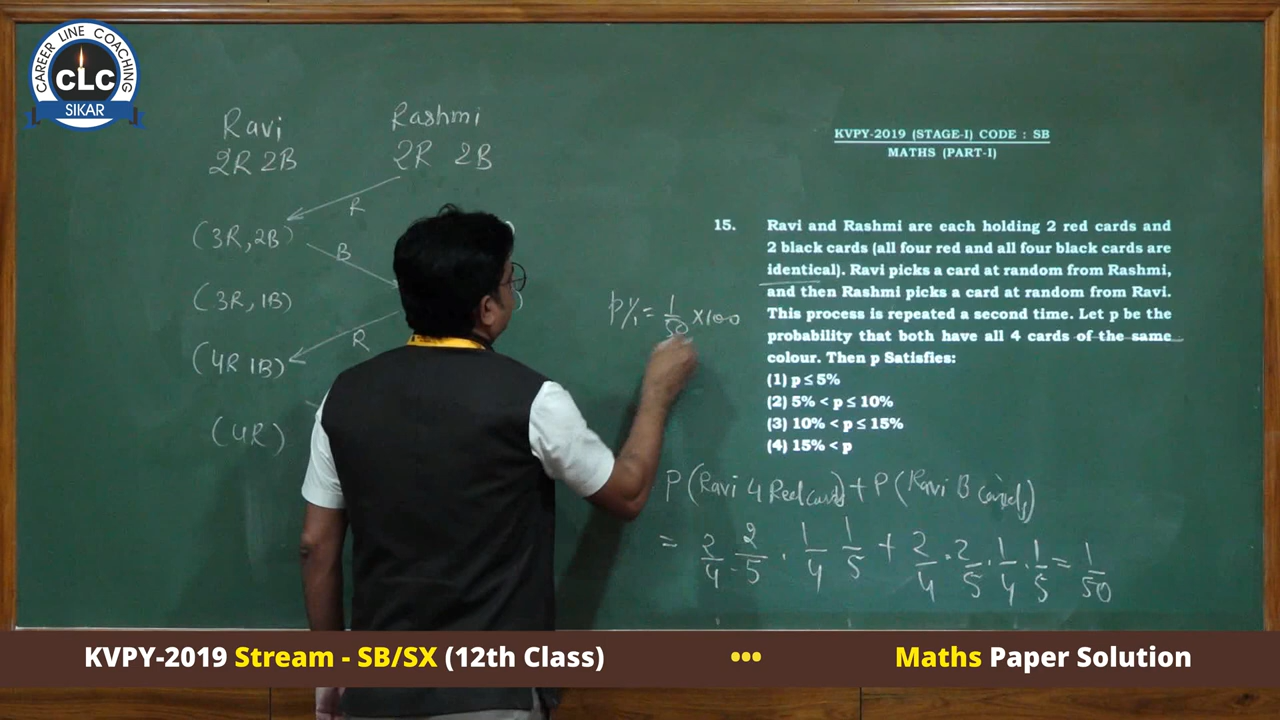 CAREER LINE COACHING
CLC
SIKAR
Ravi
2R 2B
Rashmi
2R 2B
R
(3R, 2B)
B
(3R, 1B)
R
(4R 1B)
(4R)
)
p% = 1/50 × 100
KVPY-2019 (STAGE-I) CODE : SB
MATHS (PART-I)
15. Ravi and Rashmi are each holding 2 red cards and
2 black cards (all four red and all four black cards are
identical). Ravi picks a card at random from Rashmi,
and then Rashmi picks a card at random from Ravi.
This process is repeated a second time. Let p be the
probability that both have all 4 cards of the same
colour. Then p Satisfies:
(1) p ≤ 5%
(2) 5% < p ≤ 10%
(3) 10% < p ≤ 15%
(4) 15% < p
P (Ravi 4 Red cards) + P (Ravi B cards)
= 2/4 · 2/5 · 1/4 1/5 + 2/4 · 2/5 · 1/4 · 1/5 = 1/50
KVPY-2019 Stream - SB/SX (12th Class) ••• Maths Paper Solution